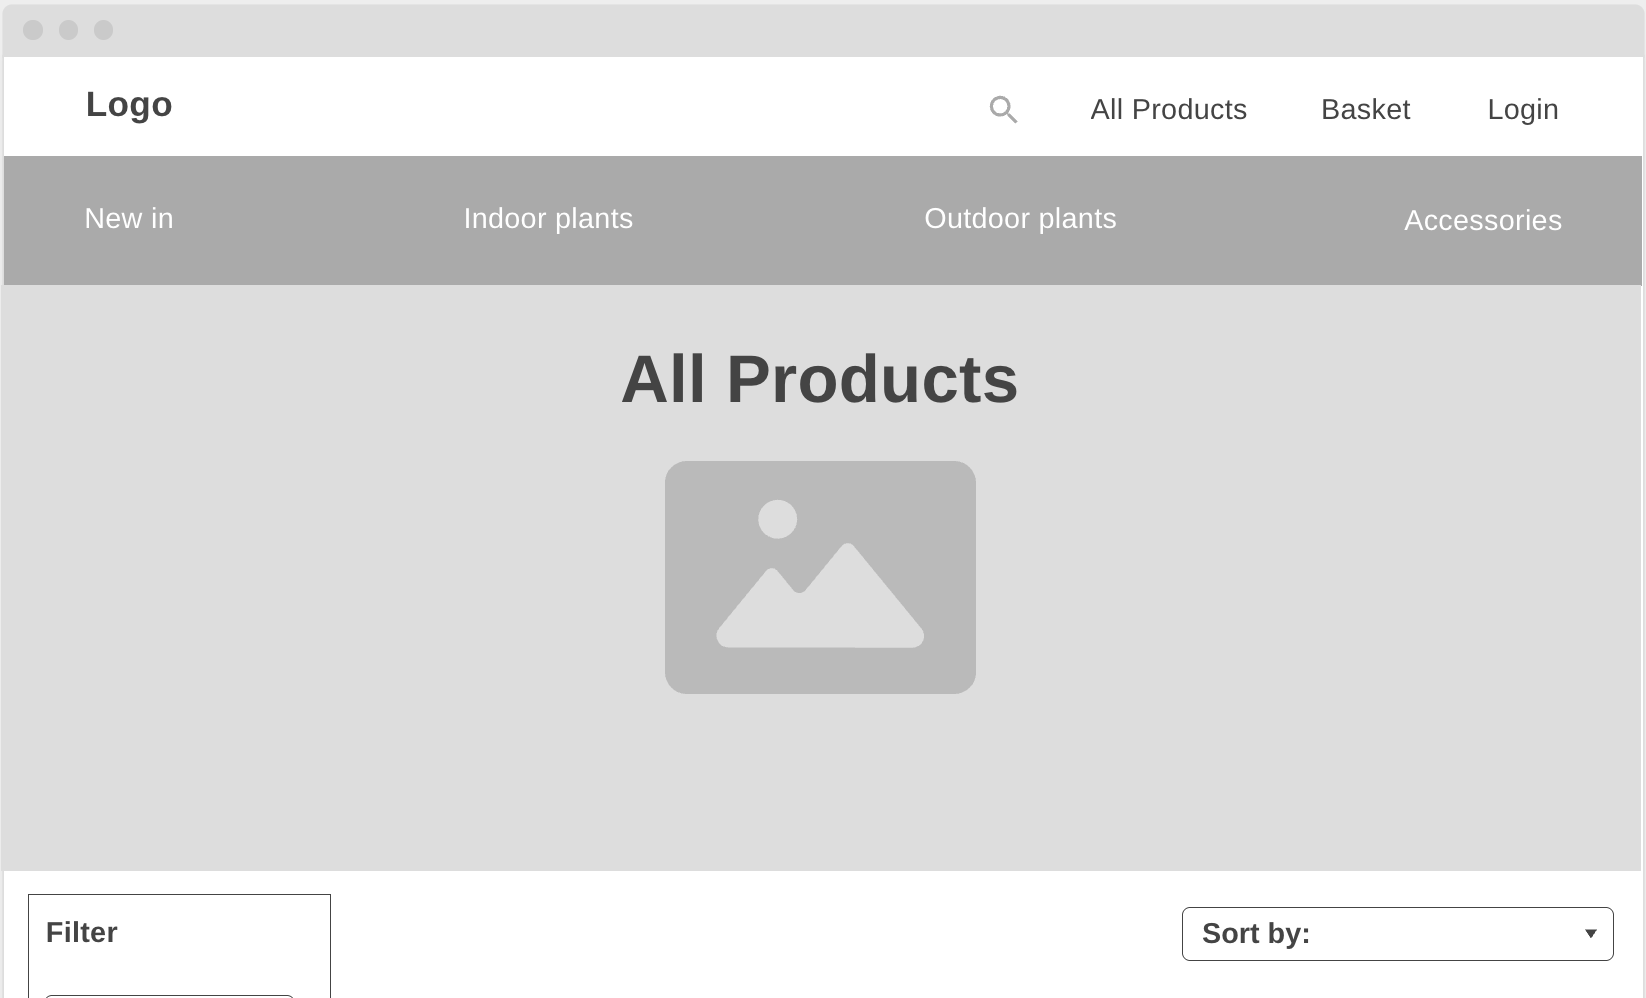 Logo
All Products
Basket
Login
New in
Indoor plants
Outdoor plants
Accessories
All Products
Filter
Sort by: